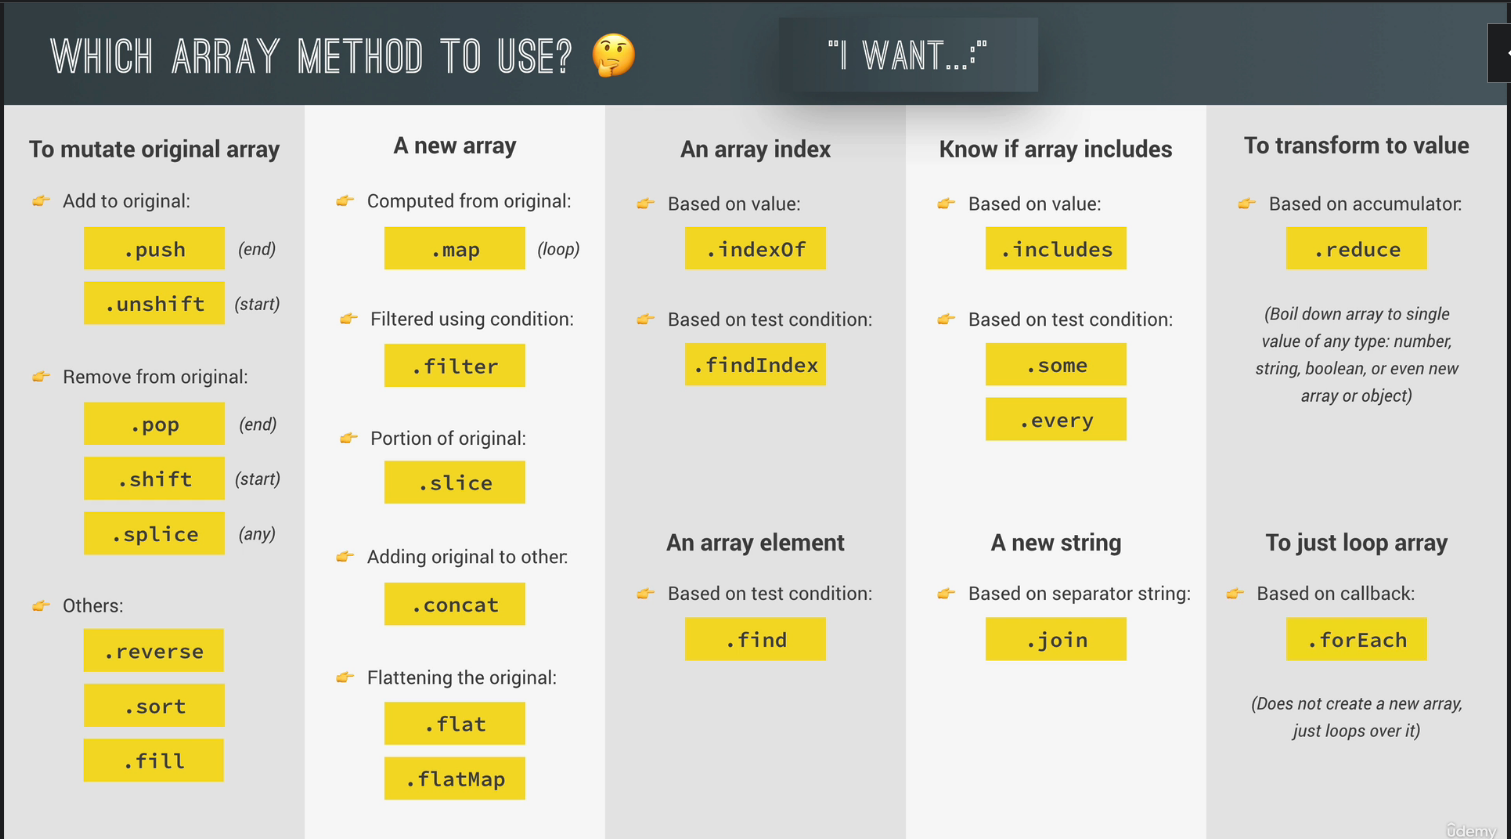 WHICH ARRAY METHOD TO USE? 🤔
"I WANT...:"
To mutate original array
👉 Add to original:
.push (end)
.unshift (start)
👉 Remove from original:
.pop (end)
.shift (start)
.splice (any)
👉 Others:
.reverse
.sort
.fill
A new array
👉 Computed from original:
.map (loop)
👉 Filtered using condition:
.filter
👉 Portion of original:
.slice
👉 Adding original to other:
.concat
👉 Flattening the original:
.flat
.flatMap
An array index
👉 Based on value:
.indexOf
👉 Based on test condition:
.findIndex
An array element
👉 Based on test condition:
.find
Know if array includes
👉 Based on value:
.includes
👉 Based on test condition:
.some
.every
A new string
👉 Based on separator string:
.join
To transform to value
👉 Based on accumulator:
.reduce
(Boil down array to single
value of any type: number,
string, boolean, or even new
array or object)
To just loop array
👉 Based on callback:
.forEach
(Does not create a new array,
just loops over it)
ûdemy